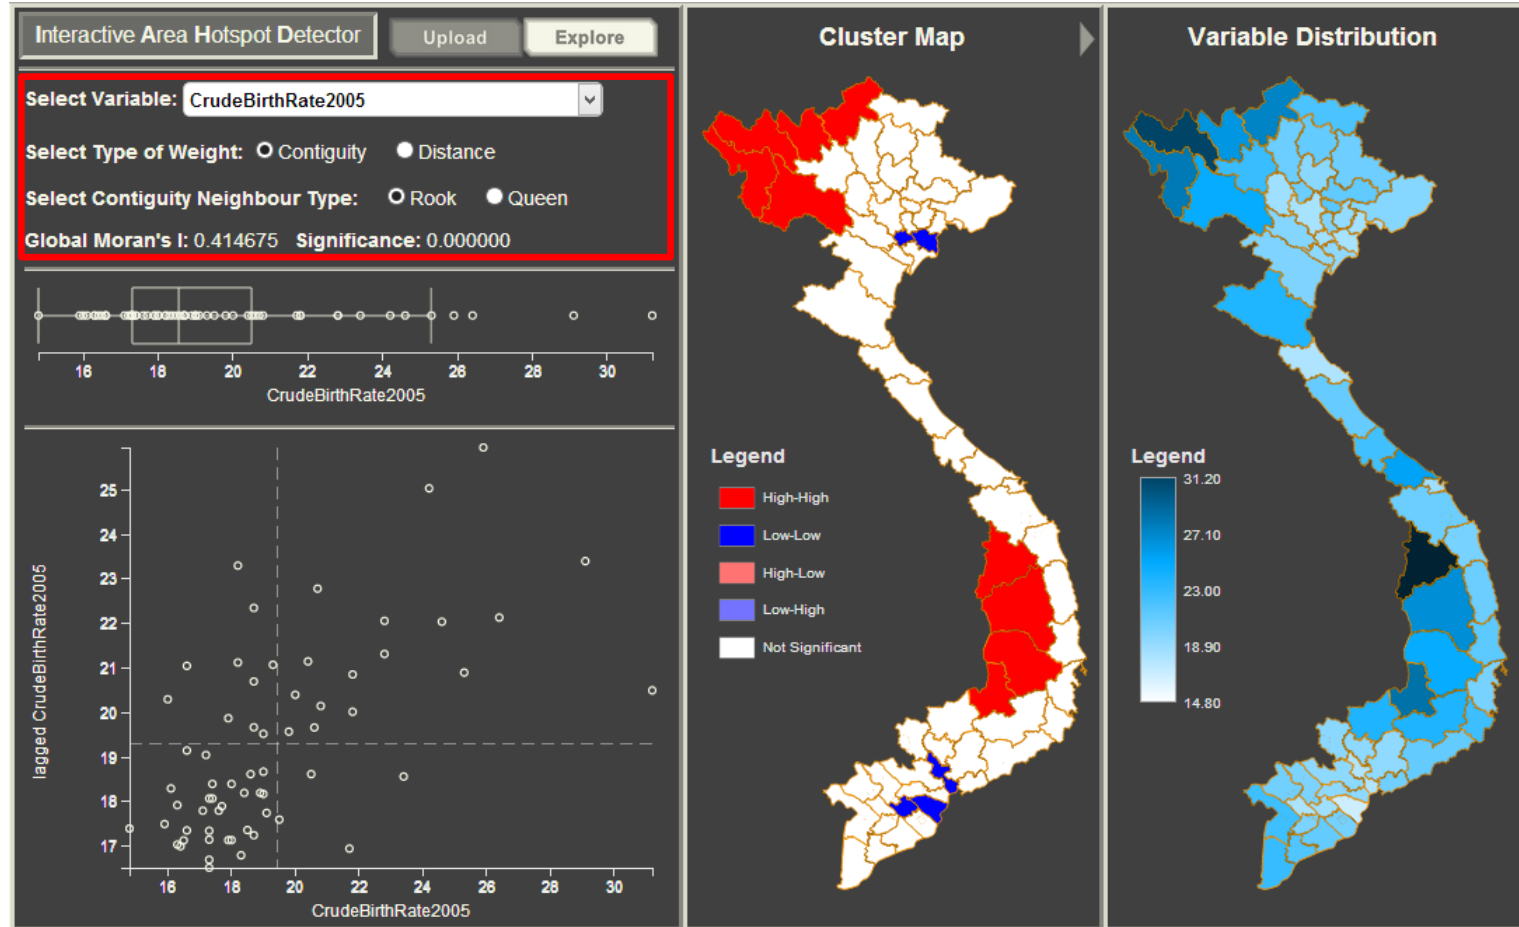 Interactive Area Hotspot Detector
Upload
Explore
Select Variable: CrudeBirthRate2005
Select Type of Weight: Contiguity Distance
Select Contiguity Neighbour Type: Rook Queen
Global Moran's I: 0.414675 Significance: 0.000000
16 18 20 22 24 26 28 30
CrudeBirthRate2005
25
24
23
22
21
20
19
18
17
lagged CrudeBirthRate2005
16 18 20 22 24 26 28 30
CrudeBirthRate2005
Cluster Map
Legend
High-High
Low-Low
High-Low
Low-High
Not Significant
Variable Distribution
Legend
31.20
27.10
23.00
18.90
14.80